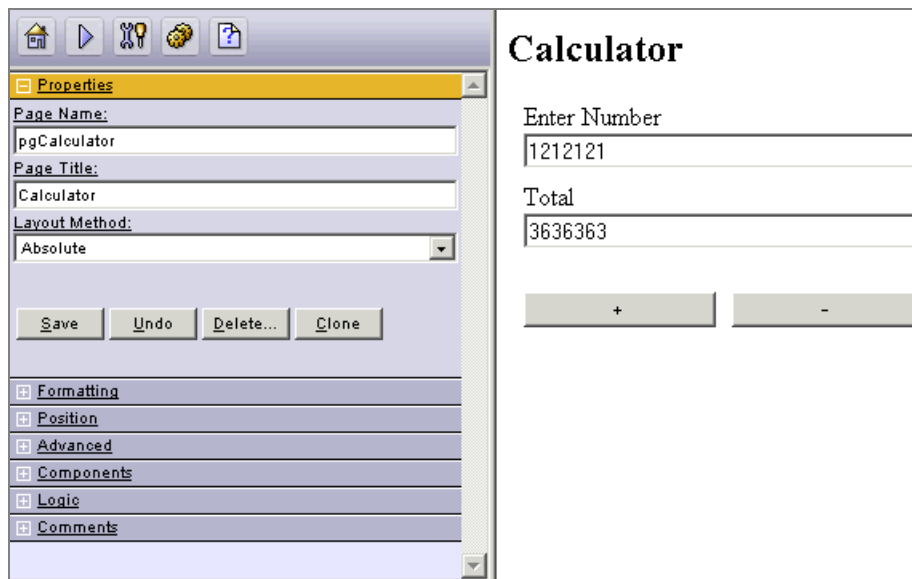 Properties
Page Name:
pgCalculator
Page Title:
Calculator
Layout Method:
Absolute
Save Undo Delete... Clone
Formatting
Position
Advanced
Components
Logic
Comments
Calculator
Enter Number
1212121
Total
3636363
+ -